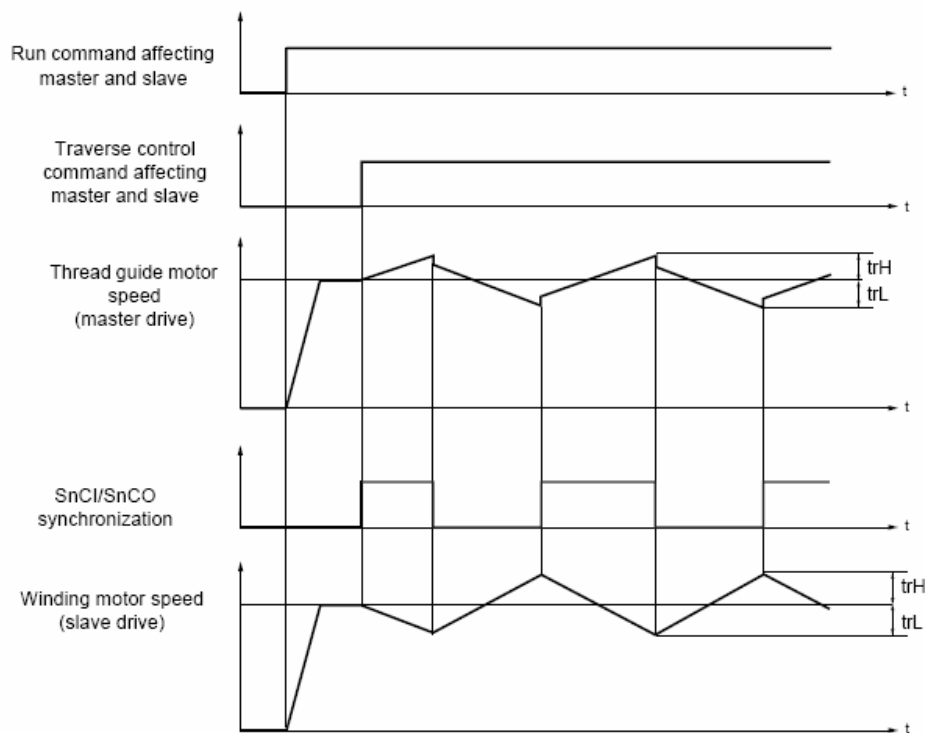 Run command affecting
master and slave
t
Traverse control
command affecting
master and slave
t
Thread guide motor
speed
(master drive)
trH
trL
t
SnCI/SnCO
synchronization
t
Winding motor speed
(slave drive)
trH
trL
t